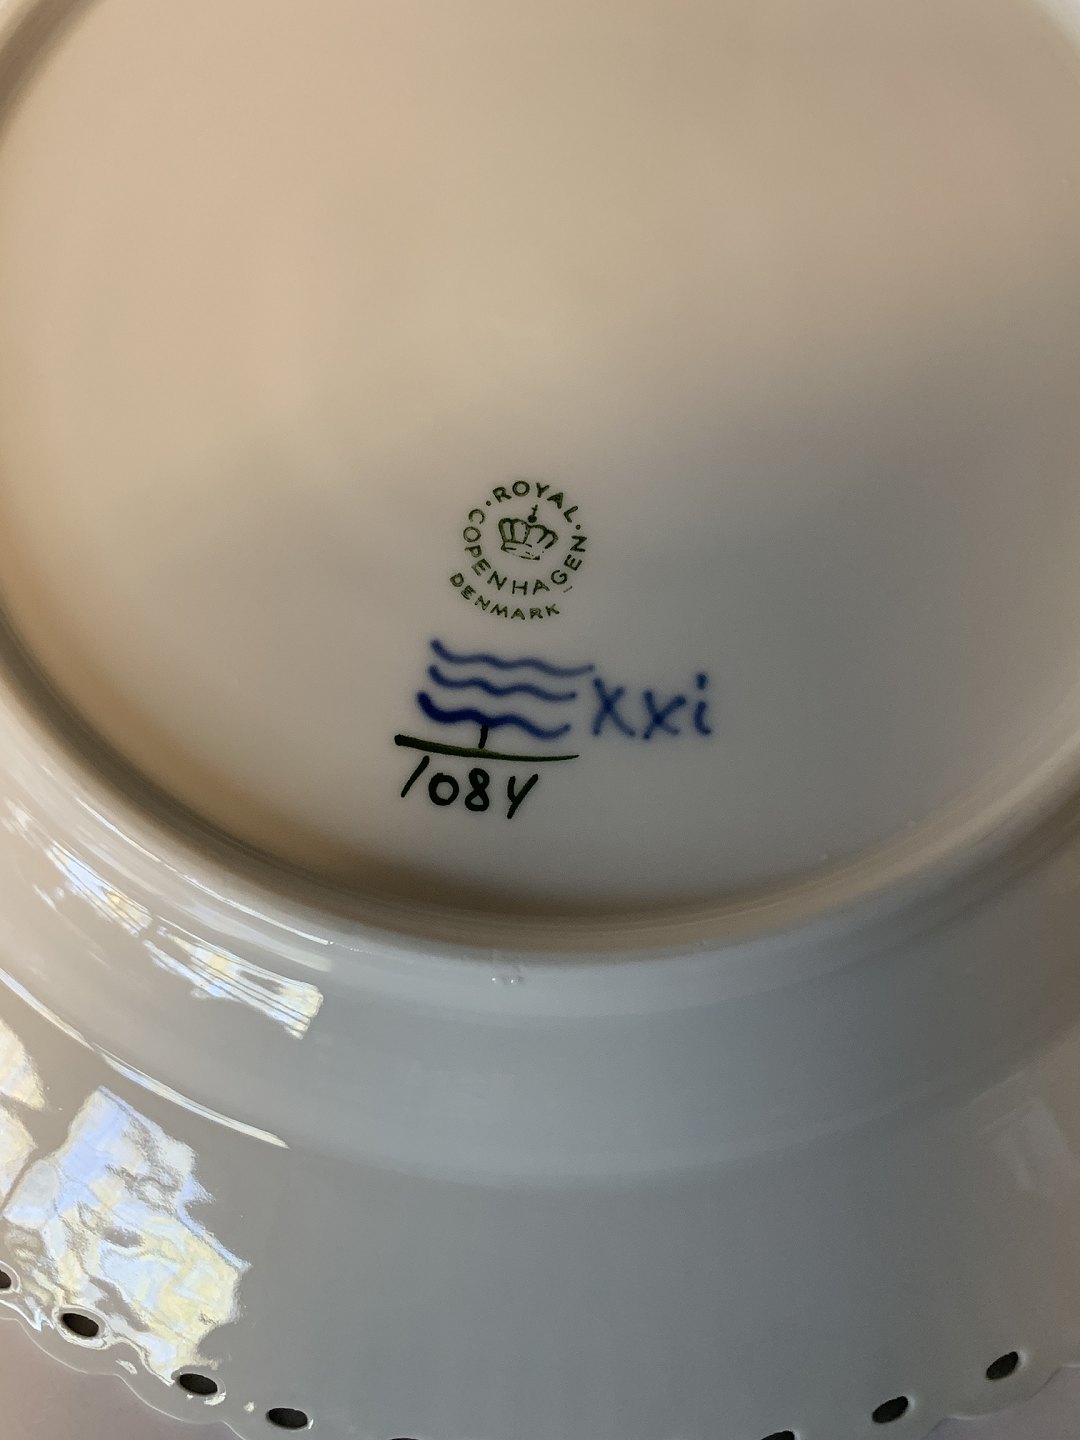 ROYAL
COPENHAGEN
DENMARK
xxi
1084